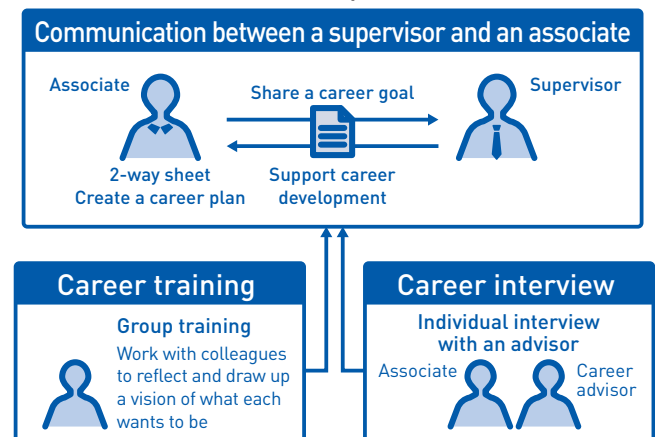 Communication between a supervisor and an associate
Associate
Share a career goal
Supervisor
2-way sheet
Create a career plan
Support career
development
Career training
Group training
Work with colleagues
to reflect and draw up
a vision of what each
wants to be
Career interview
Individual interview
with an advisor
Associate
Career
advisor